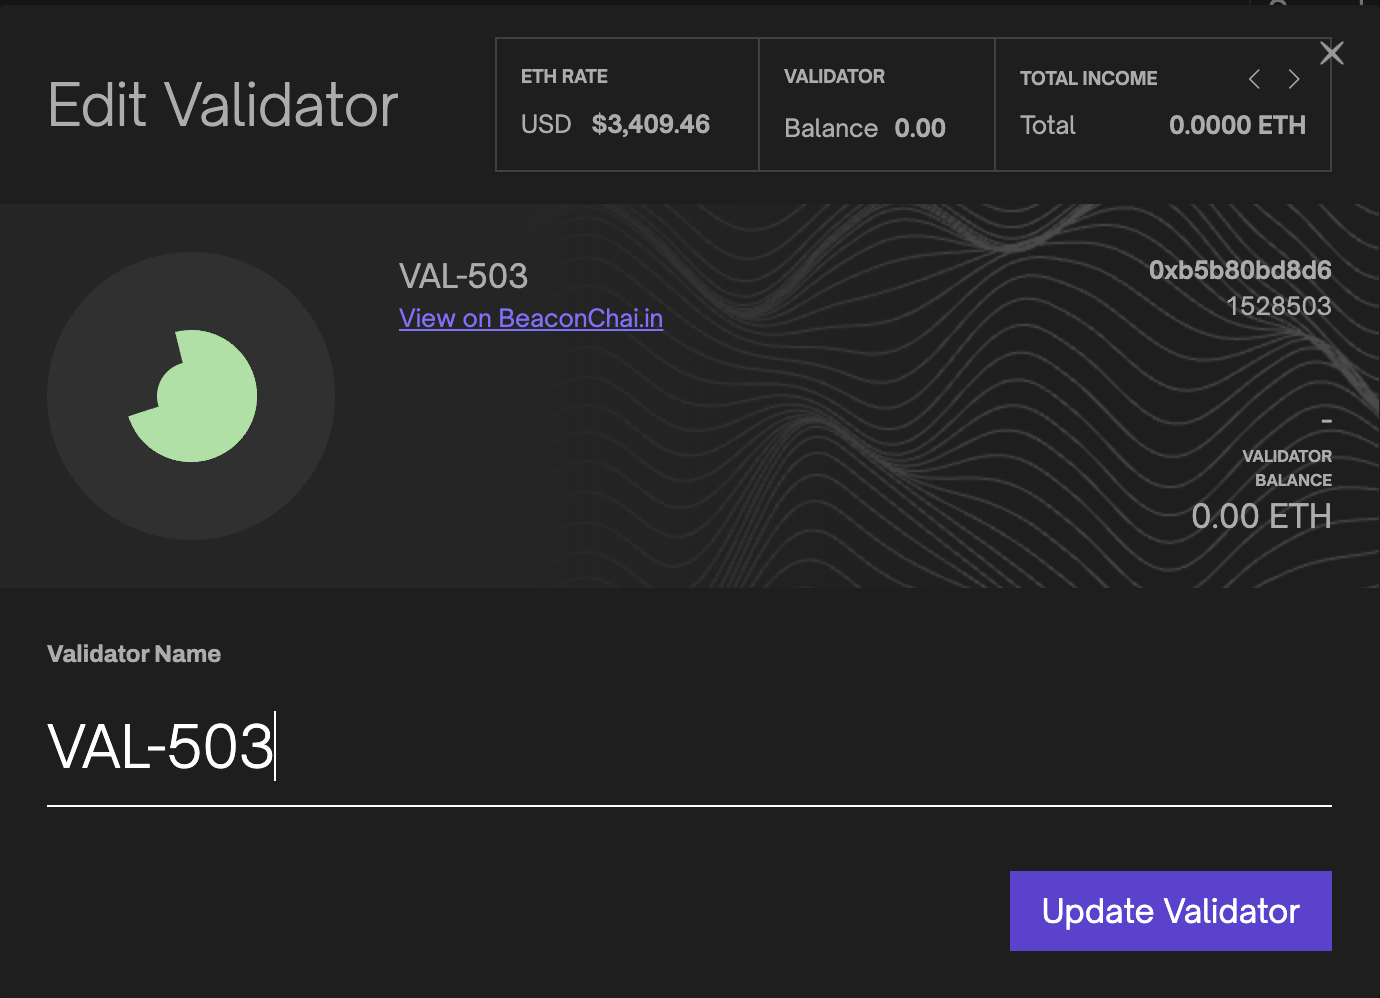 Edit Validator
ETH RATE
USD $3,409.46
VALIDATOR
Balance 0.00
TOTAL INCOME
Total 0.0000 ETH
VAL-503
View on BeaconChai.in
0xb5b80bd8d6
1528503
–
VALIDATOR
BALANCE
0.00 ETH
Validator Name
VAL-503
Update Validator